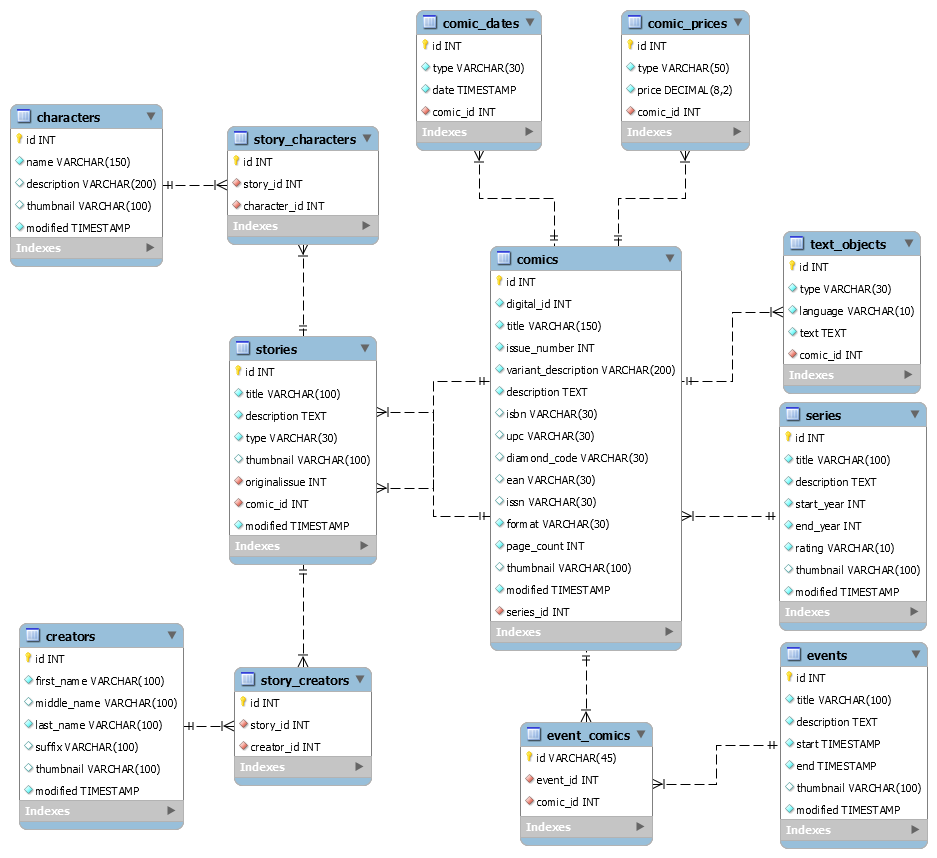 comic_dates
id INT
type VARCHAR(30)
date TIMESTAMP
comic_id INT
Indexes
comic_prices
id INT
type VARCHAR(50)
price DECIMAL(8,2)
comic_id INT
Indexes
characters
id INT
name VARCHAR(150)
description VARCHAR(200)
thumbnail VARCHAR(100)
modified TIMESTAMP
Indexes
story_characters
id INT
story_id INT
character_id INT
Indexes
comics
id INT
digital_id INT
title VARCHAR(150)
issue_number INT
variant_description VARCHAR(200)
description TEXT
isbn VARCHAR(30)
upc VARCHAR(30)
diamond_code VARCHAR(30)
ean VARCHAR(30)
issn VARCHAR(30)
format VARCHAR(30)
page_count INT
thumbnail VARCHAR(100)
modified TIMESTAMP
series_id INT
Indexes
text_objects
id INT
type VARCHAR(30)
language VARCHAR(10)
text TEXT
comic_id INT
Indexes
stories
id INT
title VARCHAR(100)
description TEXT
type VARCHAR(30)
thumbnail VARCHAR(100)
originalissue INT
comic_id INT
modified TIMESTAMP
Indexes
series
id INT
title VARCHAR(100)
description TEXT
start_year INT
end_year INT
rating VARCHAR(10)
thumbnail VARCHAR(100)
modified TIMESTAMP
Indexes
creators
id INT
first_name VARCHAR(100)
middle_name VARCHAR(100)
last_name VARCHAR(100)
suffix VARCHAR(100)
thumbnail VARCHAR(100)
modified TIMESTAMP
Indexes
story_creators
id INT
story_id INT
creator_id INT
Indexes
event_comics
id VARCHAR(45)
event_id INT
comic_id INT
Indexes
events
id INT
title VARCHAR(100)
description TEXT
start TIMESTAMP
end TIMESTAMP
thumbnail VARCHAR(100)
modified TIMESTAMP
Indexes